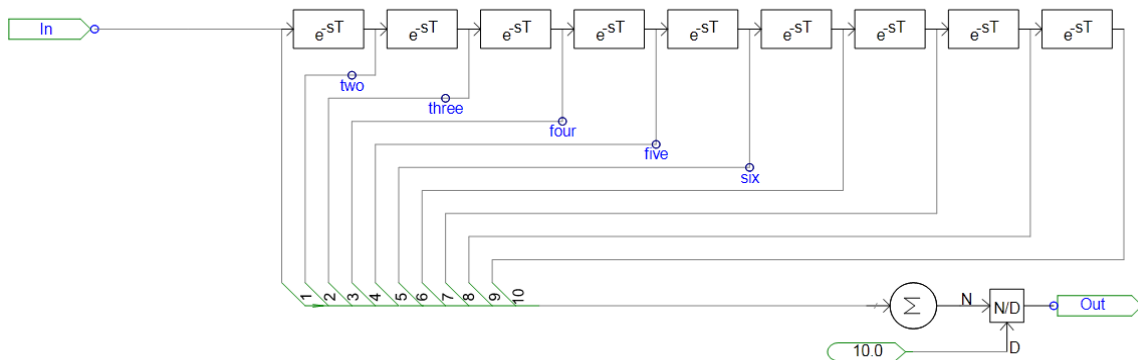 In
e-sT e-sT e-sT e-sT e-sT e-sT e-sT e-sT e-sT
two
three
four
five
six
1 2 3 4 5 6 7 8 9 10
Σ N N/D Out
10.0 D